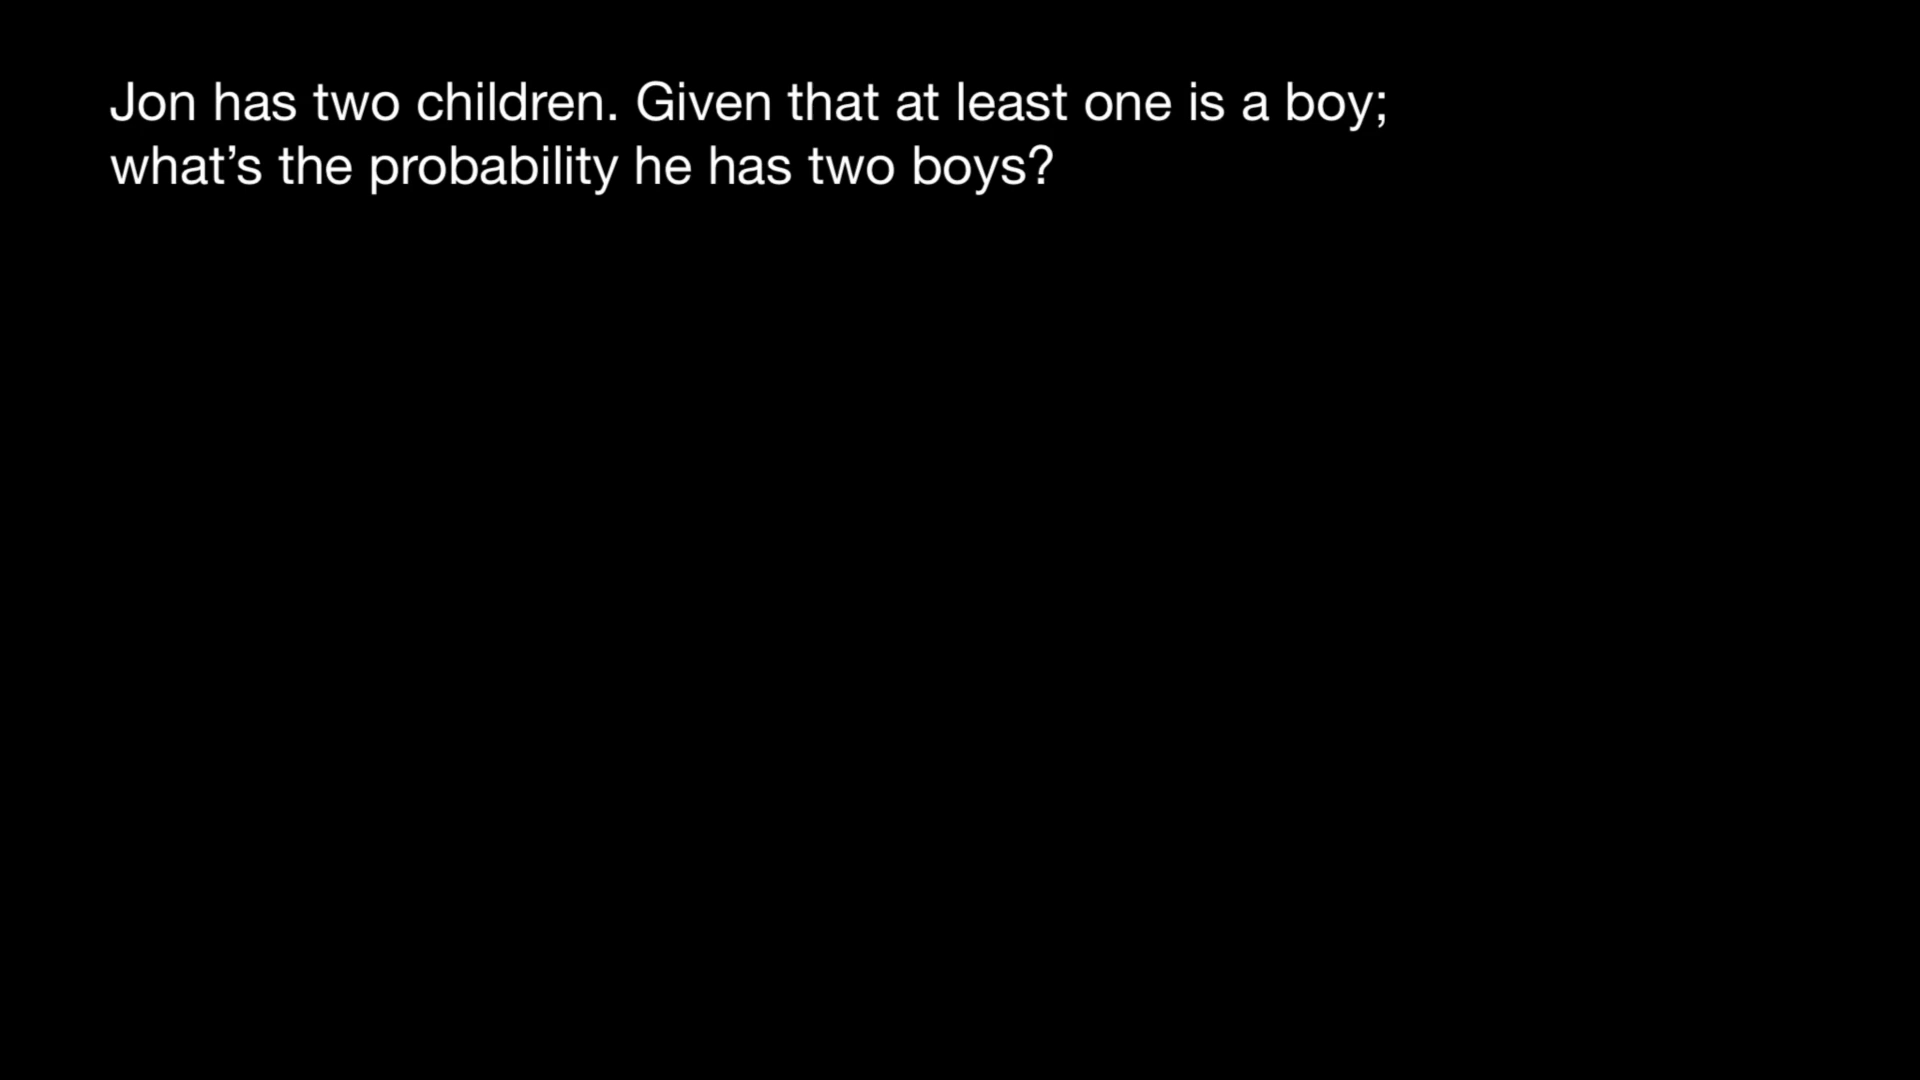 Jon has two children. Given that at least one is a boy;
what’s the probability he has two boys?